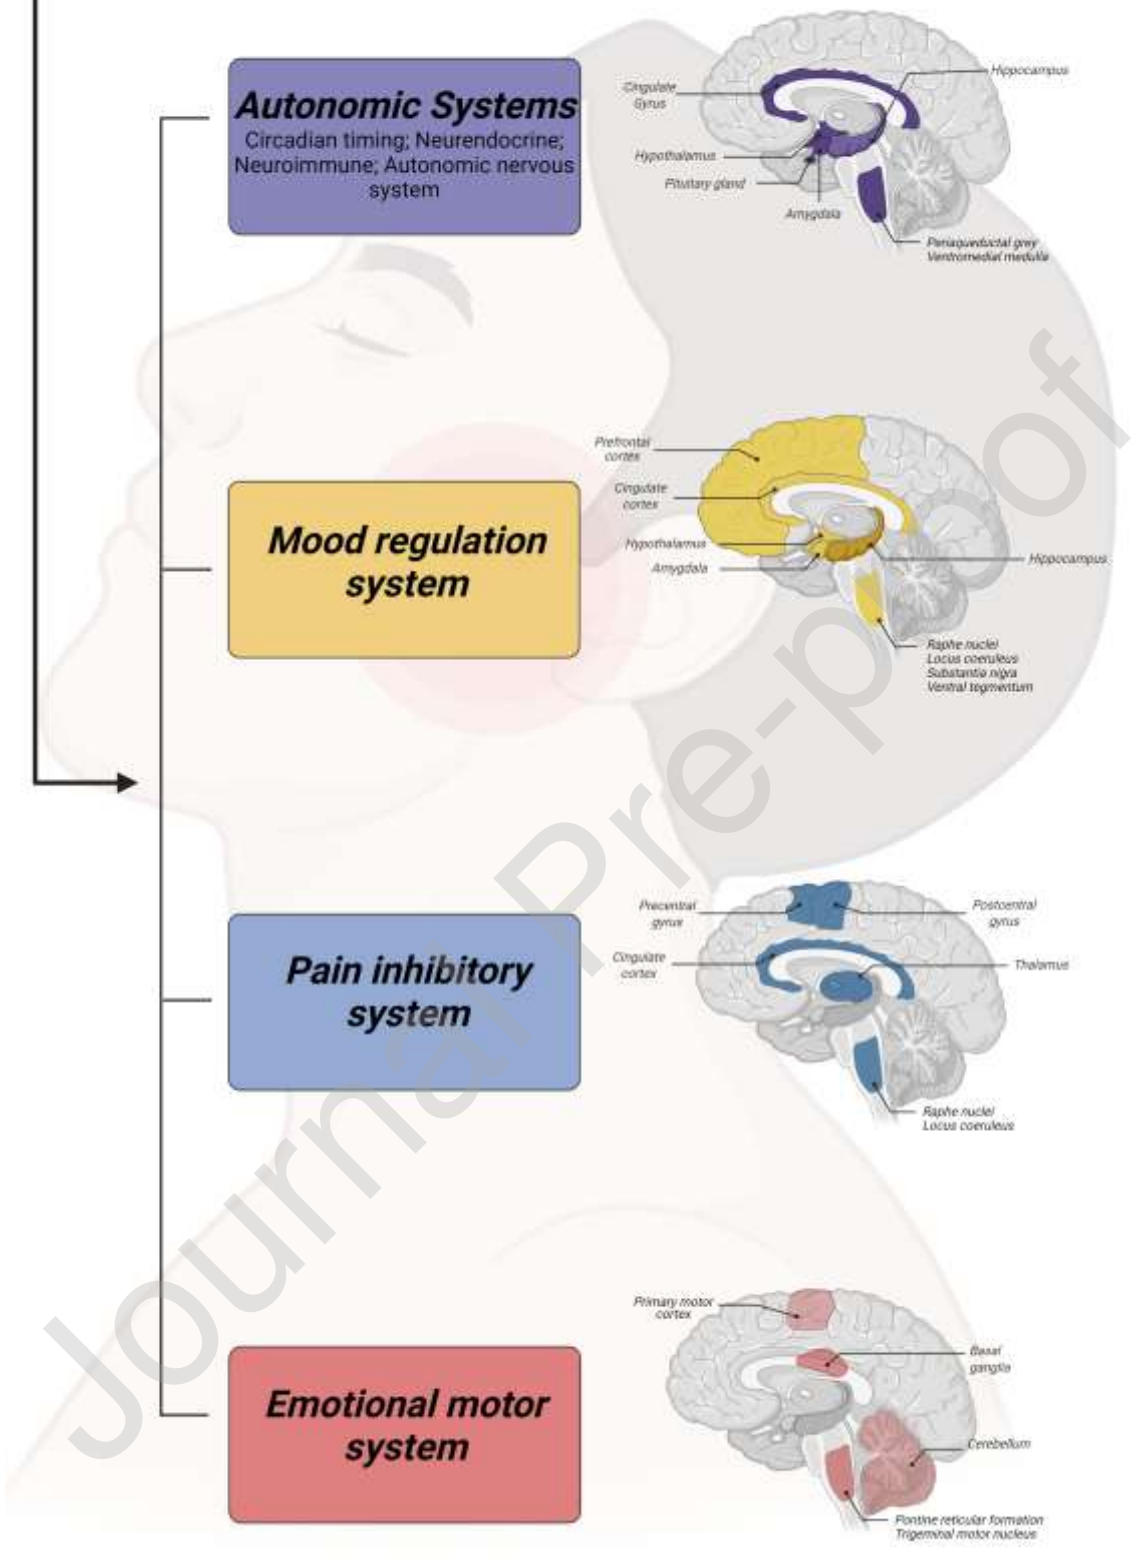 Autonomic Systems
Circadian timing; Neurendocrine;
Neuroimmune; Autonomic nervous
system
Cingulate
Gyrus
Hippocampus
Hypothalamus
Pituitary gland
Amygdala
Periaqueductal grey
Ventromedial medulla
Mood regulation
system
Prefrontal
cortex
Cingulate
cortex
Hypothalamus
Amygdala
Hippocampus
Raphe nuclei
Locus coeruleus
Substantia nigra
Ventral tegmentum
Pain inhibitory
system
Precentral
gyrus
Postcentral
gyrus
Cingulate
cortex
Thalamus
Raphe nuclei
Locus coeruleus
Emotional motor
system
Primary motor
cortex
Basal
ganglia
Cerebellum
Pontine reticular formation
Trigeminal motor nucleus
Journal Pre-proof